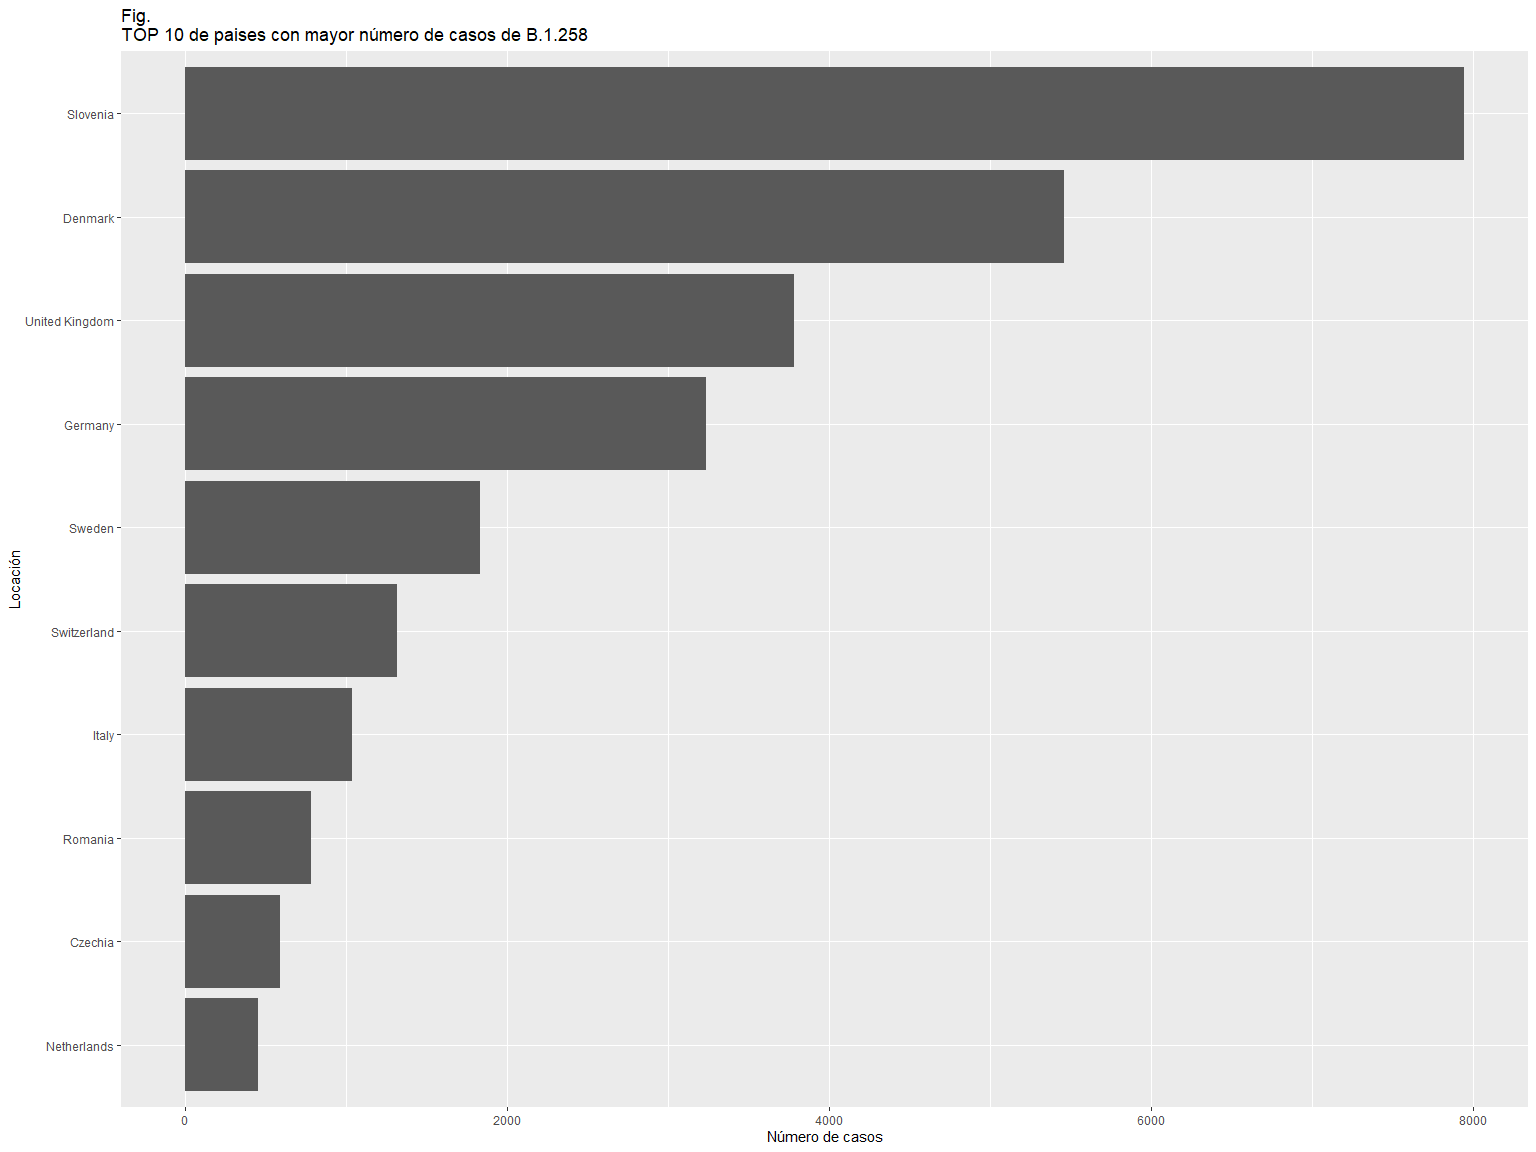 Fig.
TOP 10 de paises con mayor número de casos de B.1.258
Slovenia
Denmark
United Kingdom
Germany
Sweden
Switzerland
Italy
Romania
Czechia
Netherlands
Locación
0 2000 4000 6000 8000
Número de casos